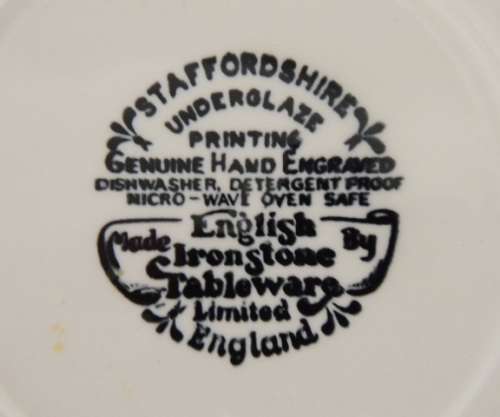 STAFFORDSHIRE
UNDERGLAZE
PRINTING
GENUINE HAND ENGRAVED
DISHWASHER, DETERGENT PROOF
MICRO-WAVE OVEN SAFE
Made English By
Ironstone
Tableware
Limited
England